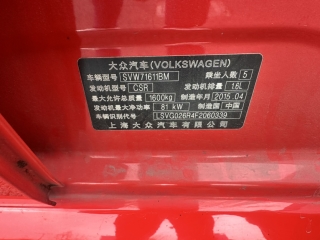 大众汽车(VOLKSWAGEN)
车辆型号 SVW71611BM 乘坐人数 5
发动机型号 CSR 发动机排量 1.6L
最大允许总质量 1600kg 制造年月 2015.04
发动机最大净功率 81 kW 制造国 中国
车辆识别代号 LSVG026R4F2060339
上海大众汽车有限公司